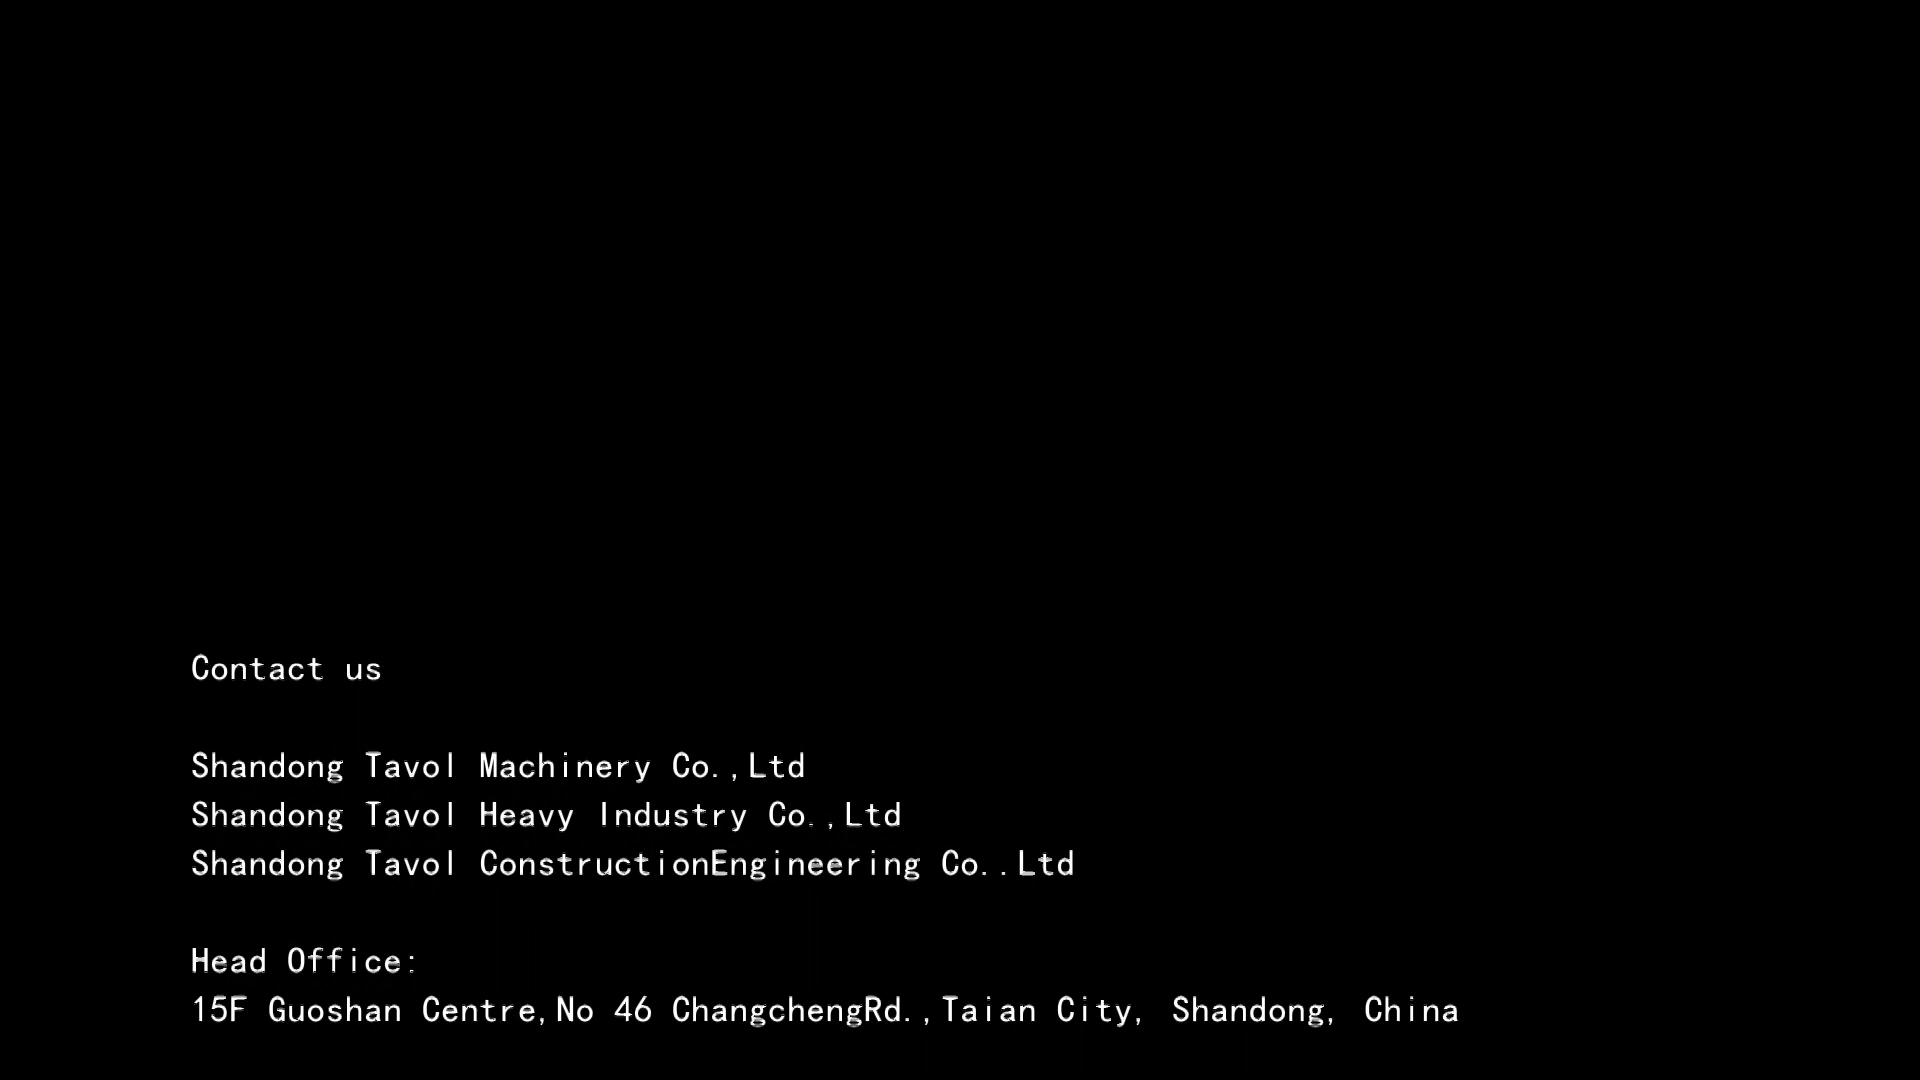 Contact us
Shandong Tavol Machinery Co.,Ltd
Shandong Tavol Heavy Industry Co.,Ltd
Shandong Tavol ConstructionEngineering Co..Ltd
Head Office:
15F Guoshan Centre,No 46 ChangchengRd.,Taian City, Shandong, China